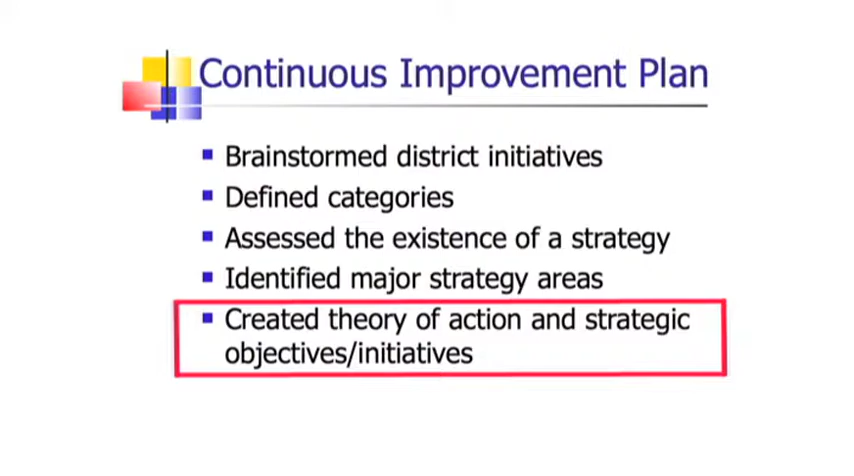 Continuous Improvement Plan
Brainstormed district initiatives
Defined categories
Assessed the existence of a strategy
Identified major strategy areas
Created theory of action and strategic
objectives/initiatives